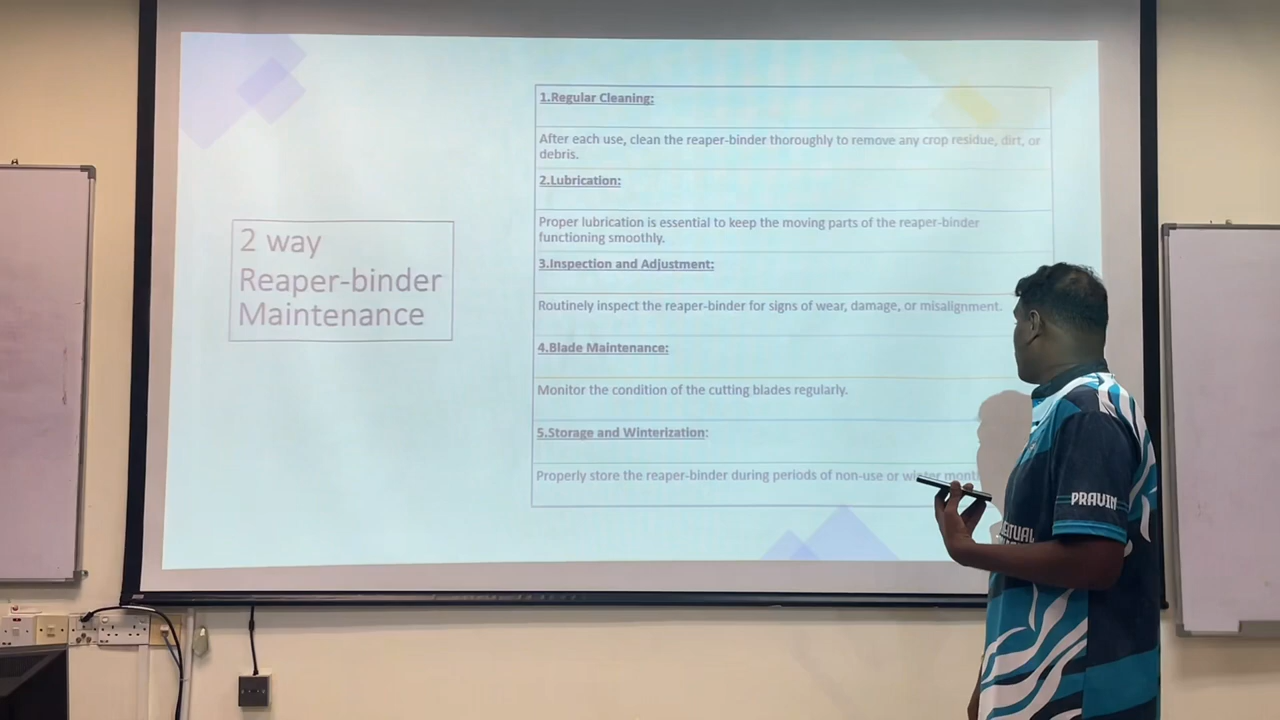 2 way
Reaper-binder
Maintenance
1.Regular Cleaning:
After each use, clean the reaper-binder thoroughly to remove any crop residue, dirt, or
debris.
2.Lubrication:
Proper lubrication is essential to keep the moving parts of the reaper-binder
functioning smoothly.
3.Inspection and Adjustment:
Routinely inspect the reaper-binder for signs of wear, damage, or misalignment.
4.Blade Maintenance:
Monitor the condition of the cutting blades regularly.
5.Storage and Winterization:
Properly store the reaper-binder during periods of non-use or winter
PRAVIN